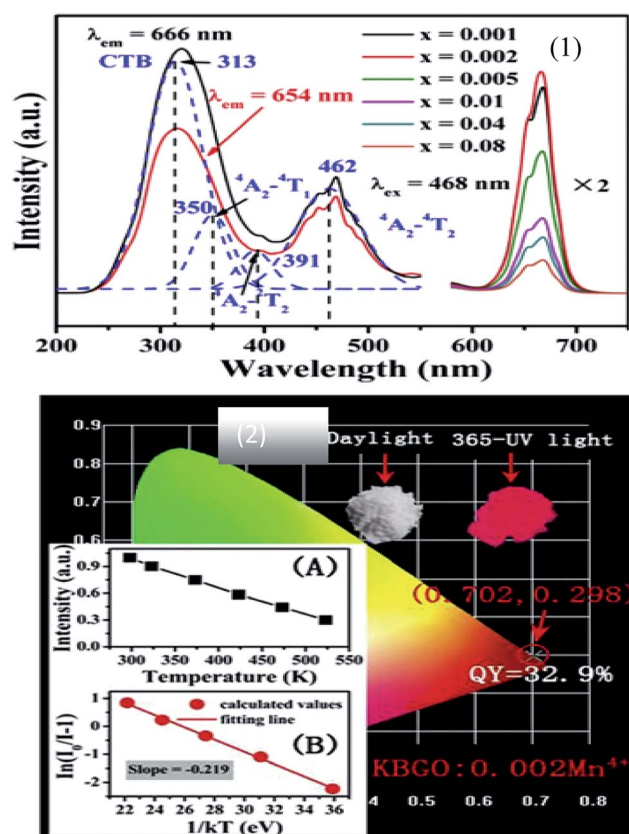 λem = 666 nm
CTB
313
λem = 654 nm
350
⁴A₂-⁴T₁
391
⁴A₂-²T₂
462
⁴A₂-⁴T₂
λex = 468 nm
x = 0.001
x = 0.002
x = 0.005
x = 0.01
x = 0.04
x = 0.08
(1)
×2
Intensity (a.u.)
200 300 400 500 600 700
Wavelength (nm)
(2)
Daylight 365-UV light
0.9
0.8
0.7
0.6
(0.702, 0.298)
QY=32.9%
KBGO:0.002Mn⁴⁺
.4 0.5 0.6 0.7 0.8
(A)
Intensity (a.u.)
0.9
0.6
0.3
0.0
300 350 400 450 500 550
Temperature (K)
calculated values
fitting line
(B)
Slope = -0.219
ln(I₀/I-1)
1
0
-1
-2
22 24 26 28 30 32 34 36
1/kT (eV)